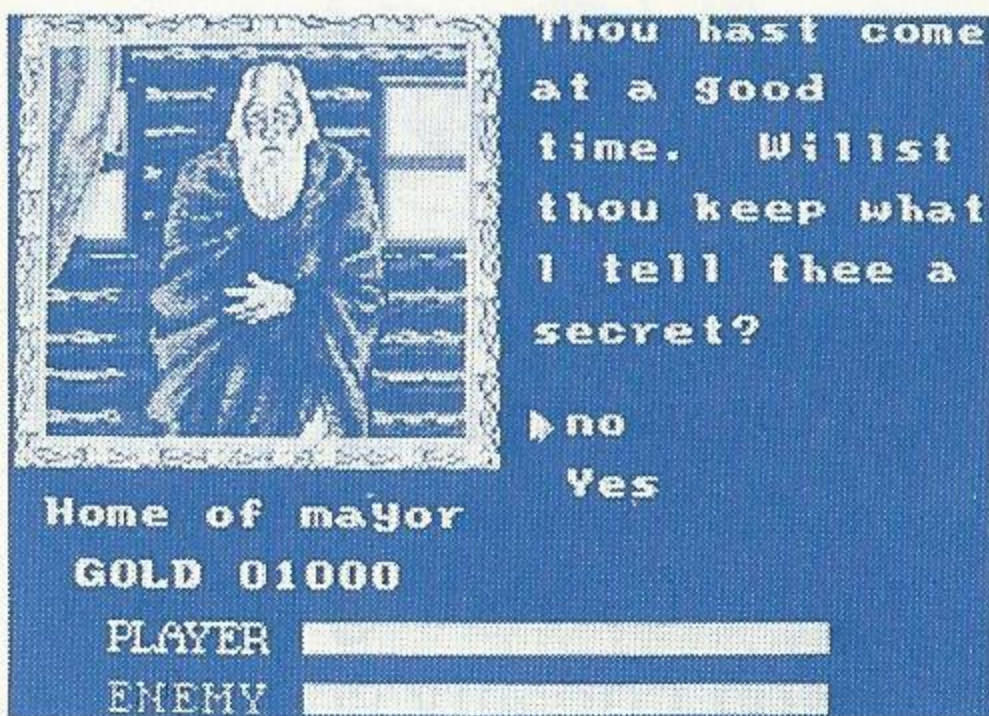 Thou hast come
at a good
time. Willst
thou keep what
I tell thee a
secret?
no
Yes
Home of mayor
GOLD 01000
PLAYER
ENEMY